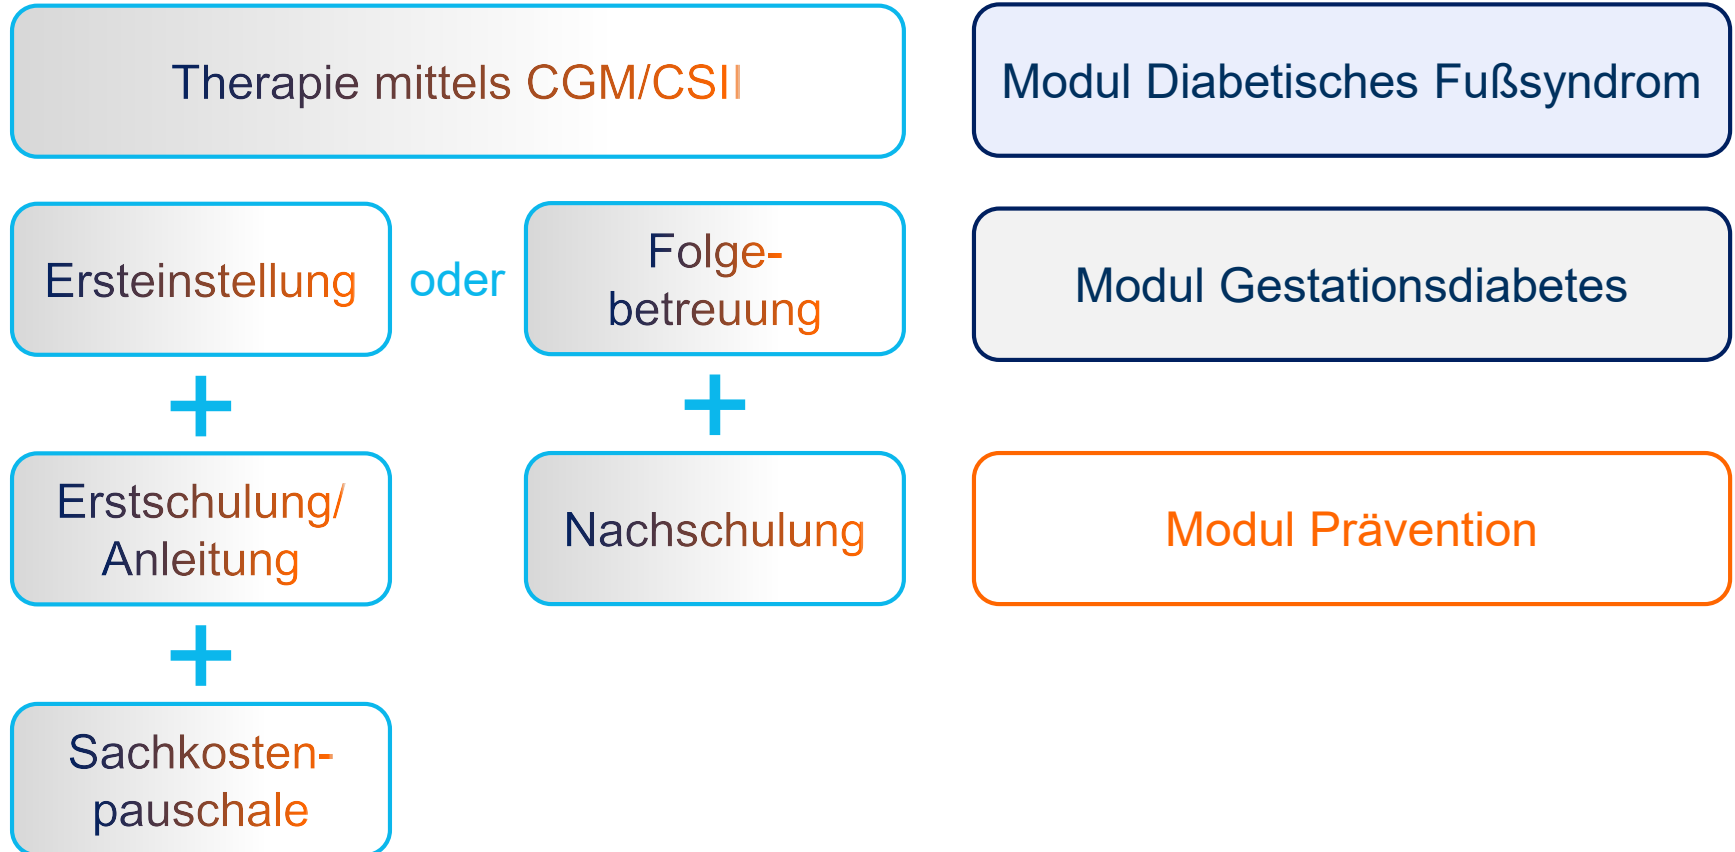 Therapie mittels CGM/CSII
Modul Diabetisches Fußsyndrom
Ersteinstellung
oder
Folge-
betreuung
Modul Gestationsdiabetes
+
+
Erstschulung/
Anleitung
Nachschulung
Modul Prävention
+
Sachkosten-
pauschale